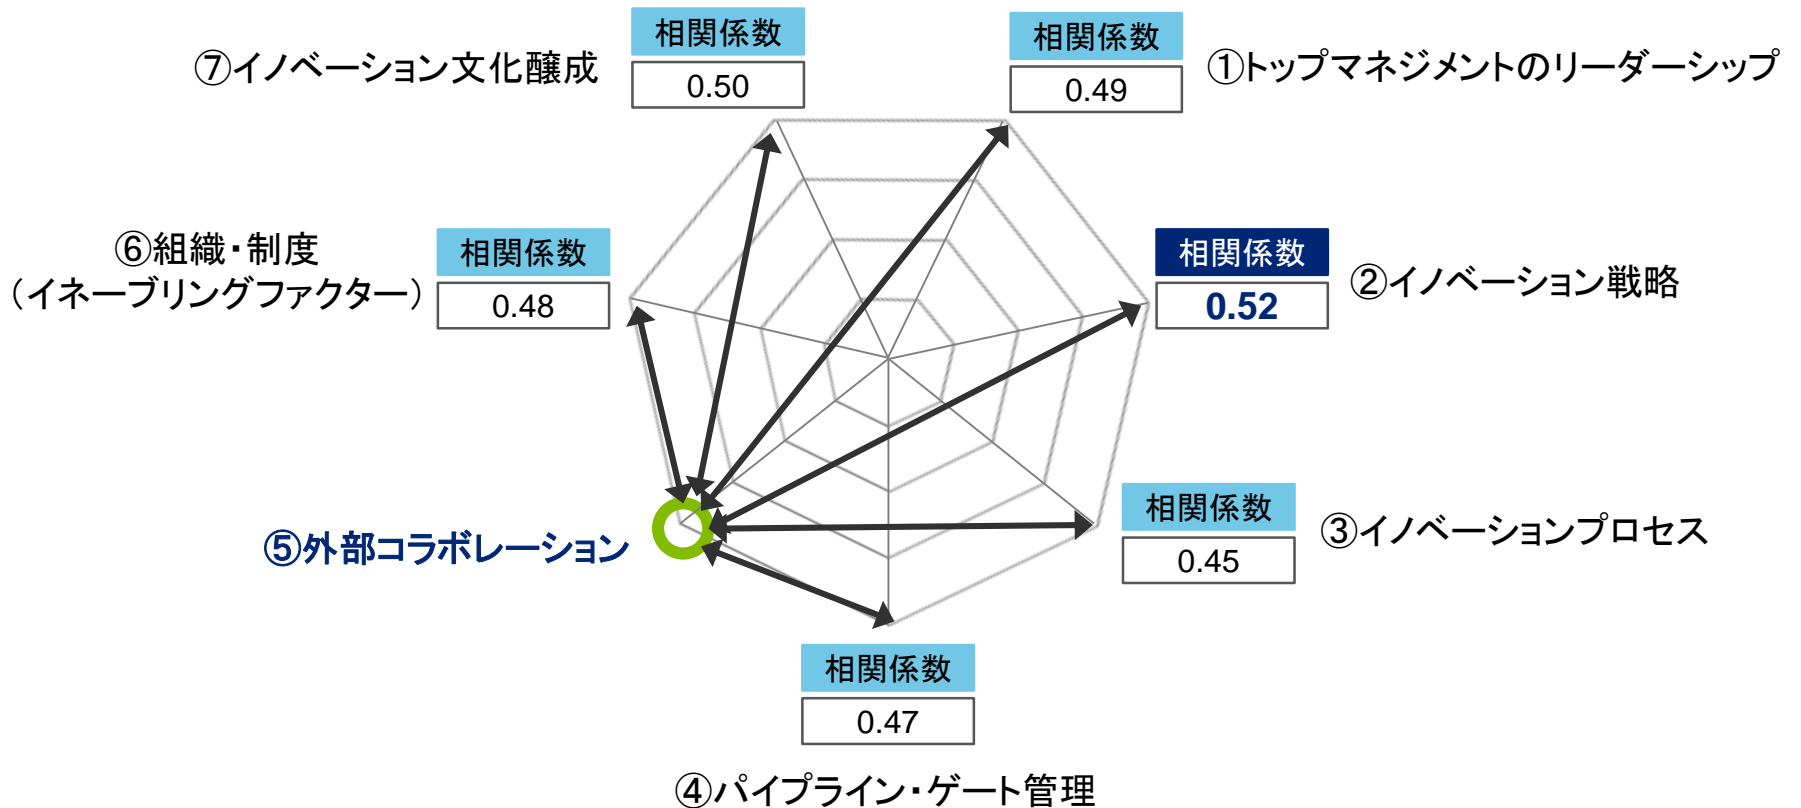 相関係数
0.50
⑦イノベーション文化醸成
相関係数
0.49
①トップマネジメントのリーダーシップ
⑥組織・制度
（イネーブリングファクター）
相関係数
0.48
相関係数
0.52
②イノベーション戦略
⑤外部コラボレーション
相関係数
0.45
③イノベーションプロセス
相関係数
0.47
④パイプライン・ゲート管理